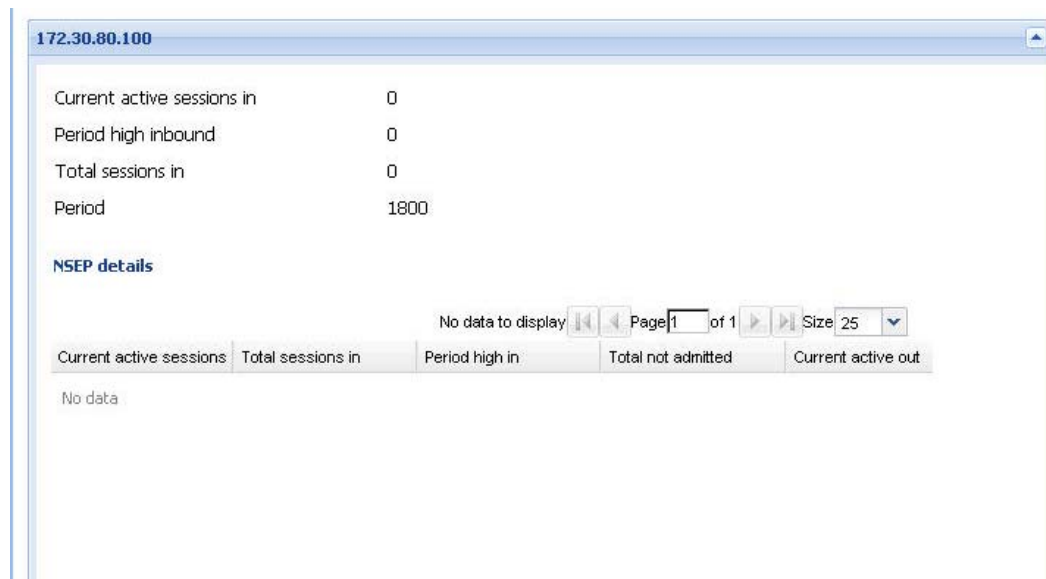 172.30.80.100
Current active sessions in 0
Period high inbound 0
Total sessions in 0
Period 1800
NSEP details
No data to display Page 1 of 1 Size 25
Current active sessions Total sessions in Period high in Total not admitted Current active out
No data